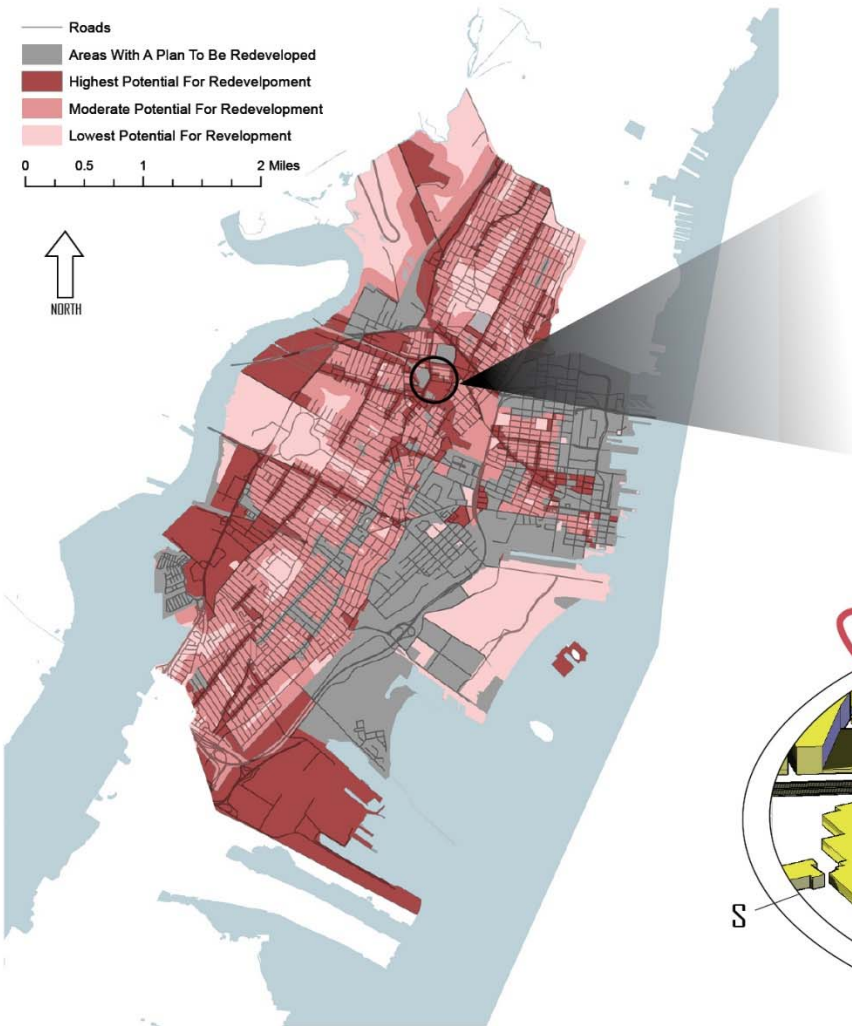 Roads
Areas With A Plan To Be Redeveloped
Highest Potential For Redevelpoment
Moderate Potential For Redevelopment
Lowest Potential For Revelopment
0 0.5 1 2 Miles
NORTH
S